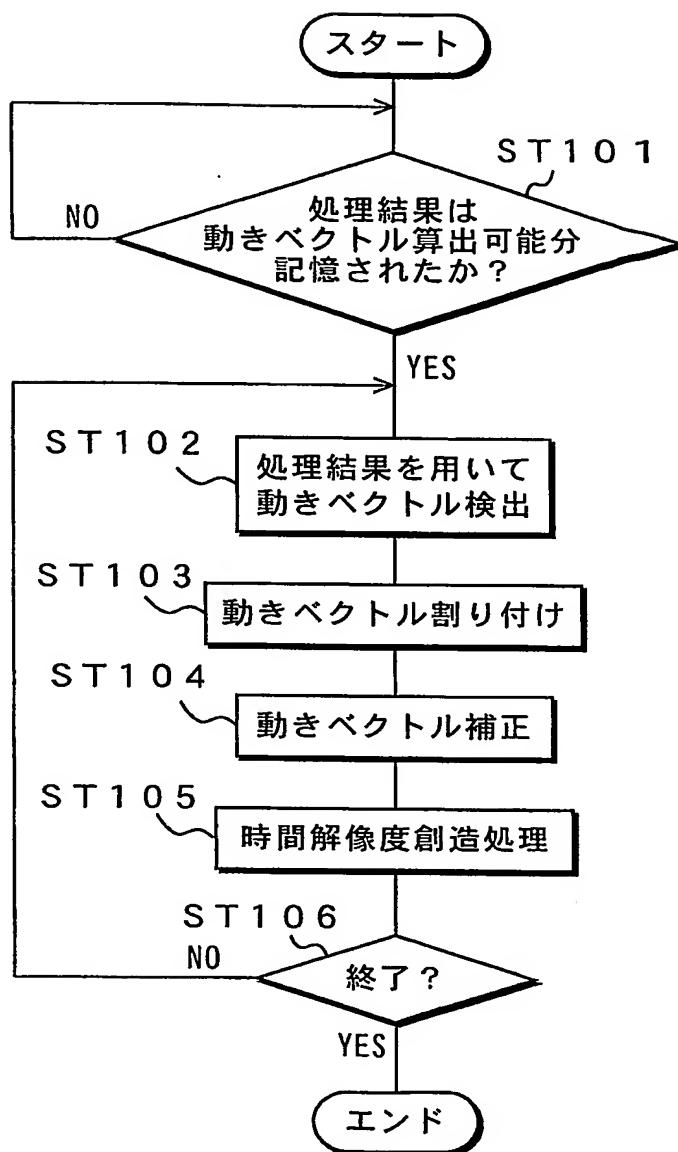 スタート
ST101
処理結果は
動きベクトル算出可能分
記憶されたか？
NO
YES
ST102
処理結果を用いて
動きベクトル検出
ST103
動きベクトル割り付け
ST104
動きベクトル補正
ST105
時間解像度創造処理
ST106
NO
終了？
YES
エンド